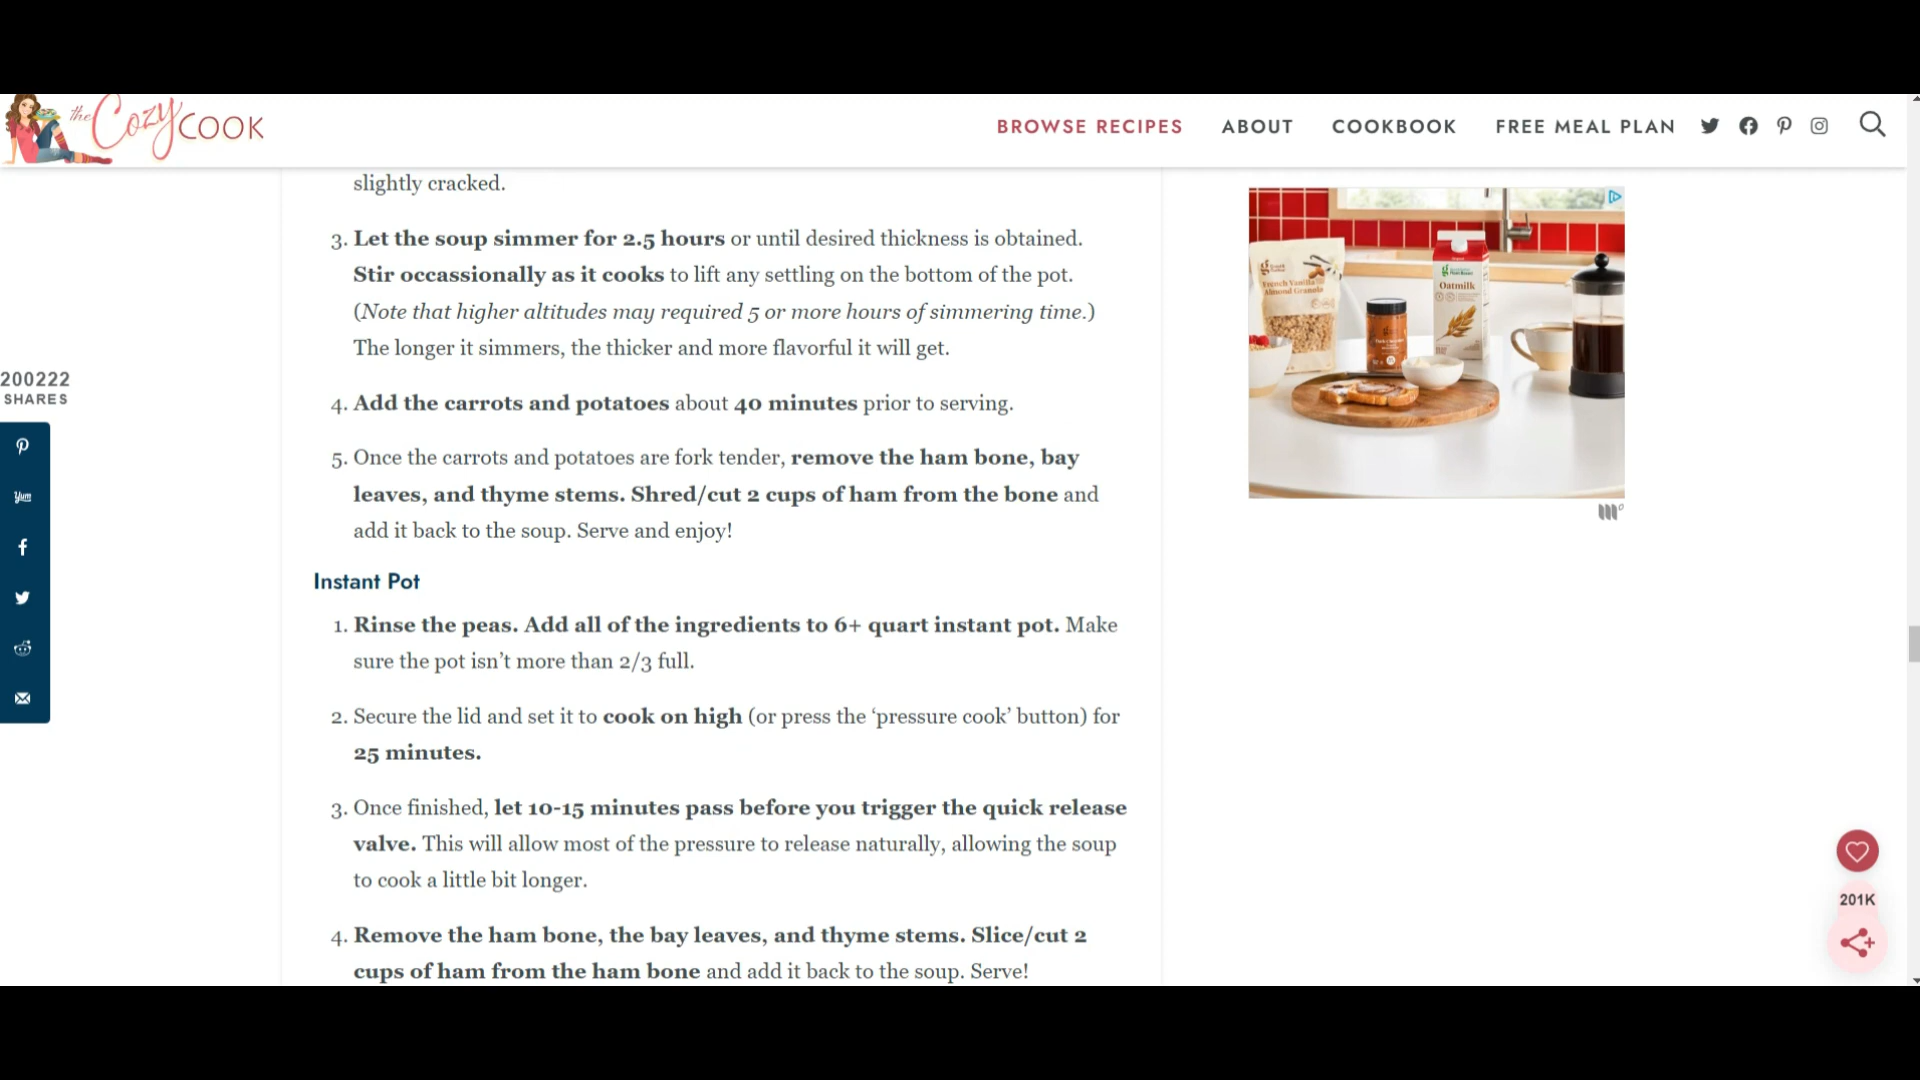 the Cozy COOK
BROWSE RECIPES ABOUT COOKBOOK FREE MEAL PLAN
slightly cracked.
3. Let the soup simmer for 2.5 hours or until desired thickness is obtained.
Stir occassionally as it cooks to lift any settling on the bottom of the pot.
(Note that higher altitudes may required 5 or more hours of simmering time.)
The longer it simmers, the thicker and more flavorful it will get.
4. Add the carrots and potatoes about 40 minutes prior to serving.
5. Once the carrots and potatoes are fork tender, remove the ham bone, bay
leaves, and thyme stems. Shred/cut 2 cups of ham from the bone and
add it back to the soup. Serve and enjoy!
Instant Pot
1. Rinse the peas. Add all of the ingredients to 6+ quart instant pot. Make
sure the pot isn’t more than 2/3 full.
2. Secure the lid and set it to cook on high (or press the ‘pressure cook’ button) for
25 minutes.
3. Once finished, let 10-15 minutes pass before you trigger the quick release
valve. This will allow most of the pressure to release naturally, allowing the soup
to cook a little bit longer.
4. Remove the ham bone, the bay leaves, and thyme stems. Slice/cut 2
cups of ham from the ham bone and add it back to the soup. Serve!
200222
SHARES
Yum
French Vanilla
Almond Granola
Oatmilk
201K